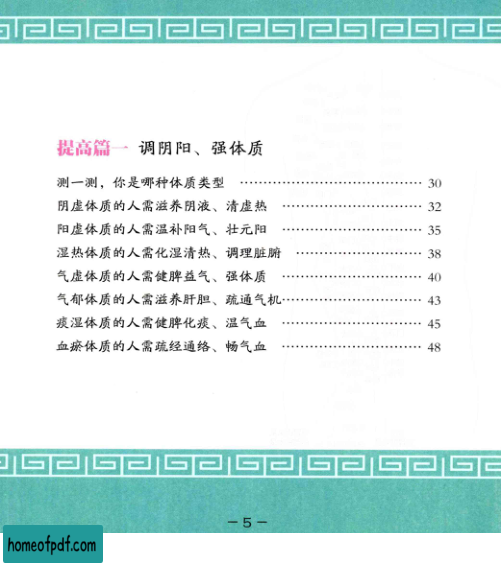 提高篇一 调阴阳、强体质
测一测，你是哪种体质类型 ……………………………… 30
阴虚体质的人需滋养阴液、清虚热 ……………………… 32
阳虚体质的人需温补阳气、壮元阳 ……………………… 35
湿热体质的人需化湿清热、调理脏腑 …………………… 38
气虚体质的人需健脾益气、强体质 ……………………… 40
气郁体质的人需滋养肝胆、疏通气机……………………… 43
痰湿体质的人需健脾化痰、温气血 ……………………… 45
血瘀体质的人需疏经通络、畅气血 ……………………… 48
– 5 –
homeofpdf.com